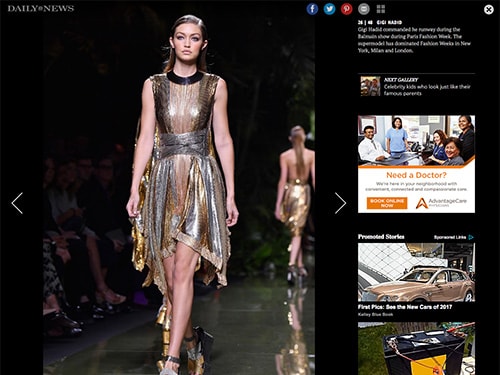 DAILY NEWS
26 | 46 GIGI HADID
Gigi Hadid commanded he runway during the
Balmain show during Paris Fashion Week. The
supermodel has dominated Fashion Weeks in New
York, Milan and London.
NEXT GALLERY
Celebrity kids who look just like their
famous parents
Need a Doctor?
We're here in your neighborhood with
convenient, connected and compassionate care.
BOOK ONLINE
NOW
AdvantageCare
PHYSICIANS
Promoted Stories
Sponsored Links
First Pics: See the New Cars of 2017
Kelley Blue Book